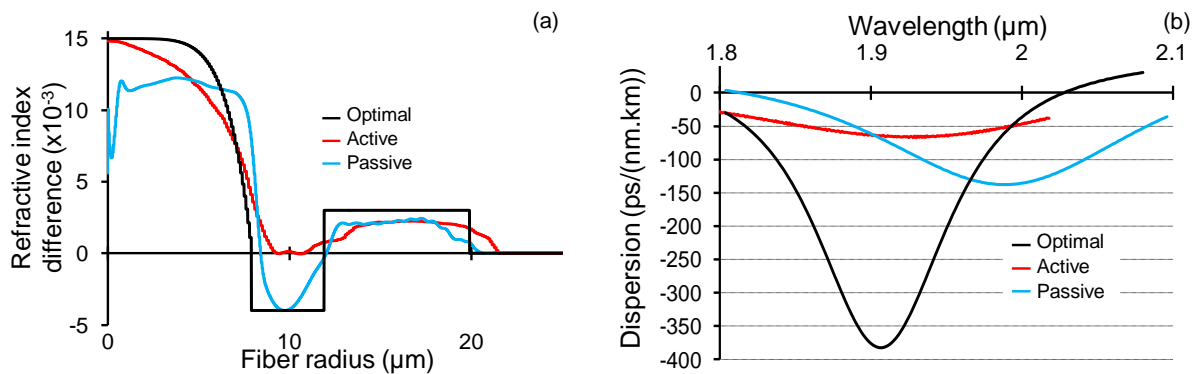 (a)
Refractive index
difference (x10-3)
15
10
5
0
-5
0
10
20
Fiber radius (µm)
Optimal
Active
Passive
(b)
Wavelength (µm)
1.8
1.9
2
2.1
Dispersion (ps/(nm.km))
0
-50
-100
-150
-200
-250
-300
-350
-400
Optimal
Active
Passive